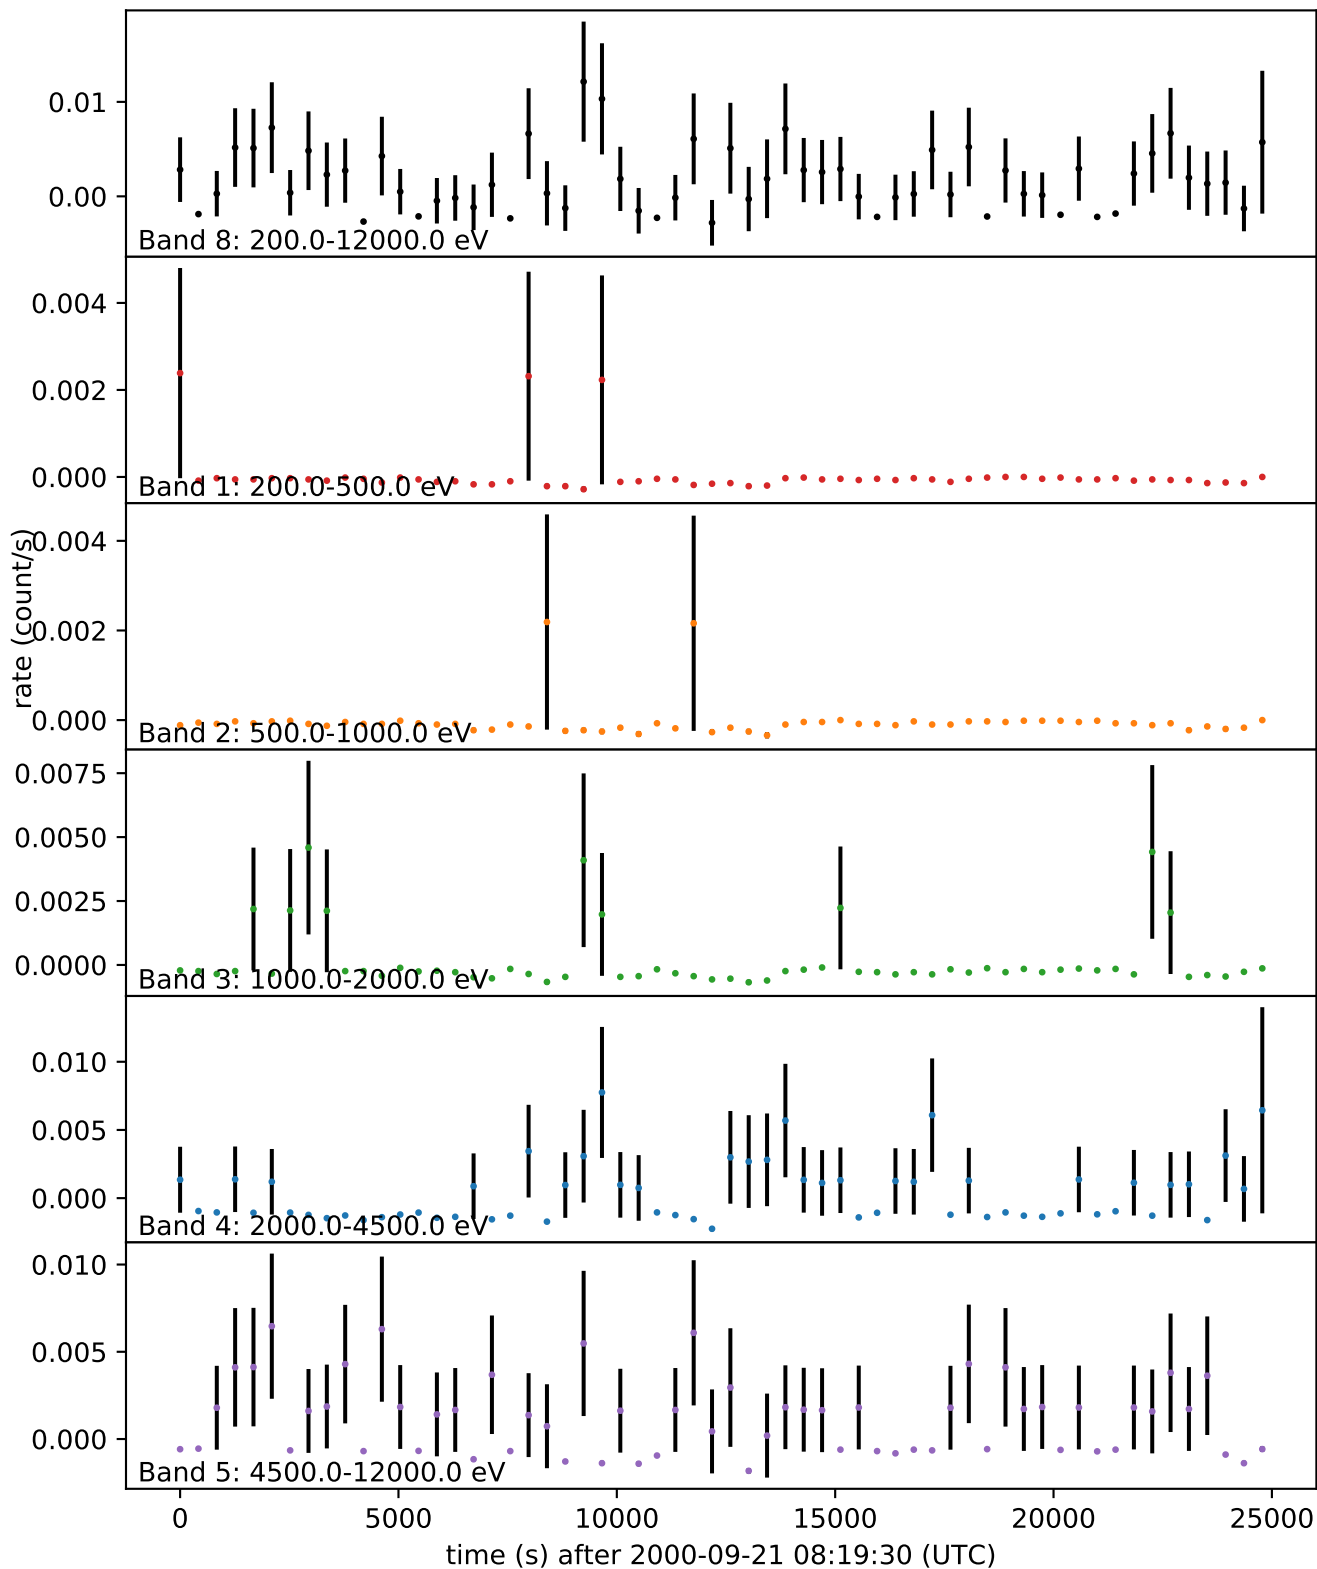 0.01
0.00
Band 8: 200.0-12000.0 eV
0.004
0.002
0.000
Band 1: 200.0-500.0 eV
rate (count/s)
0.004
0.002
0.000
Band 2: 500.0-1000.0 eV
0.0075
0.0050
0.0025
0.0000
Band 3: 1000.0-2000.0 eV
0.010
0.005
0.000
Band 4: 2000.0-4500.0 eV
0.010
0.005
0.000
Band 5: 4500.0-12000.0 eV
0 5000 10000 15000 20000 25000
time (s) after 2000-09-21 08:19:30 (UTC)